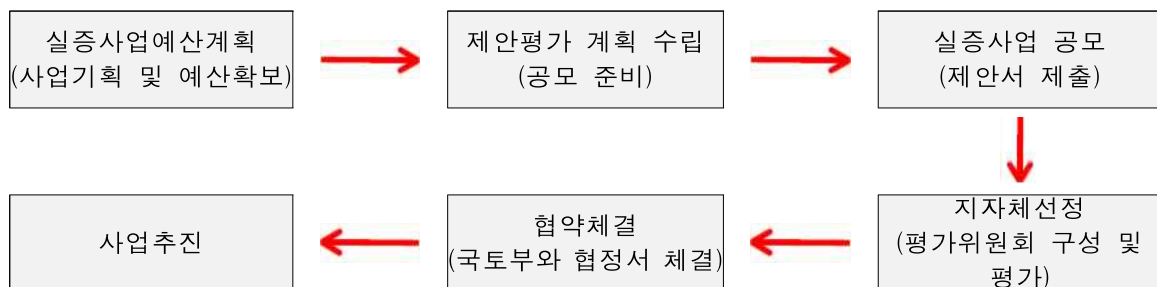 실증사업예산계획
(사업기획 및 예산확보)
제안평가 계획 수립
(공모 준비)
실증사업 공모
(제안서 제출)
지자체선정
(평가위원회 구성 및
평가)
협약체결
(국토부와 협정서 체결)
사업추진